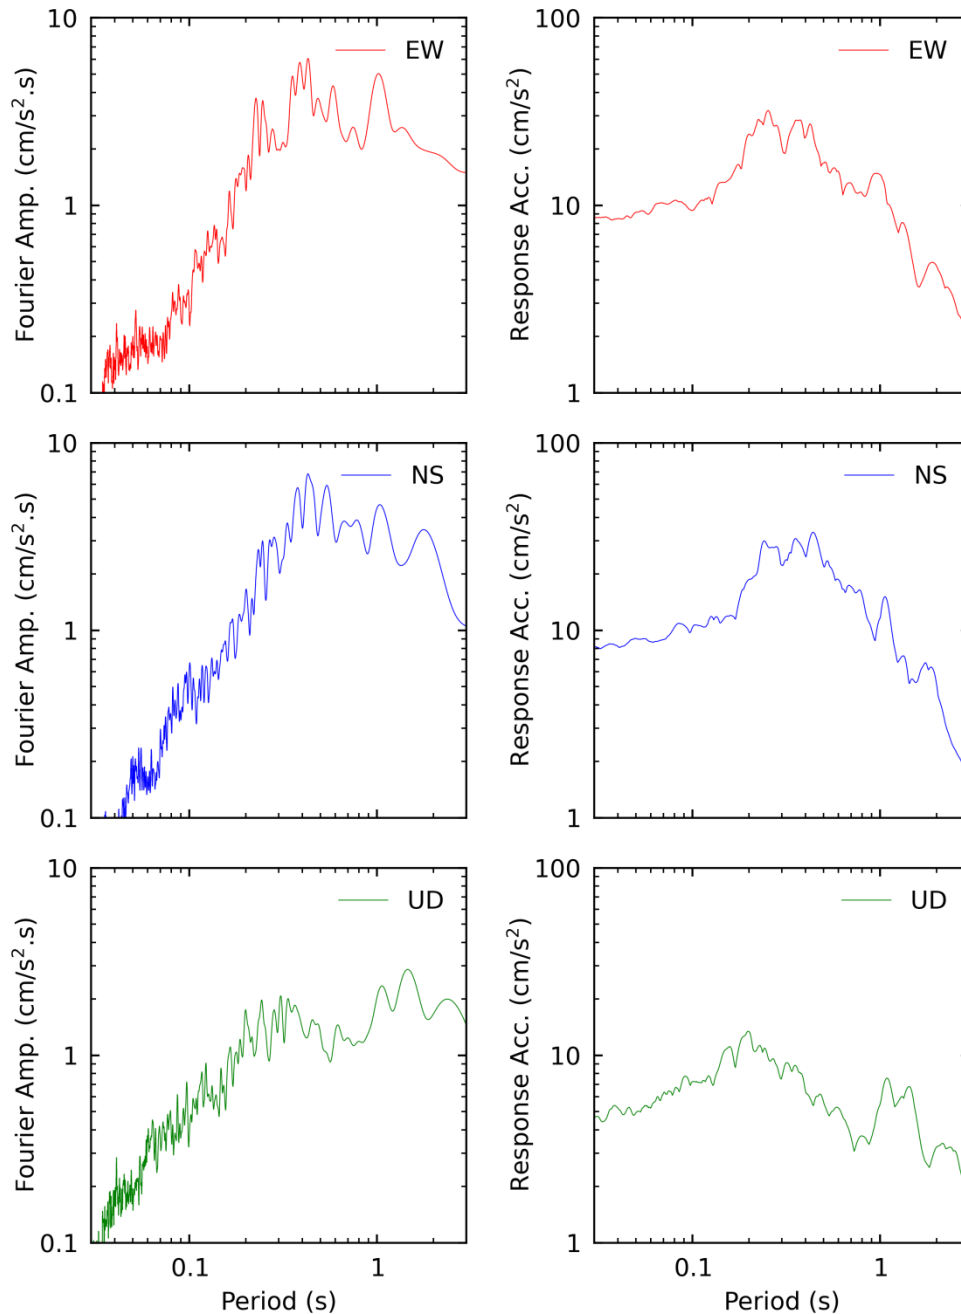 10
1
0.1
Fourier Amp. (cm/s².s)
EW
100
10
1
Response Acc. (cm/s²)
EW
10
1
0.1
Fourier Amp. (cm/s².s)
NS
100
10
1
Response Acc. (cm/s²)
NS
10
1
0.1
Fourier Amp. (cm/s².s)
UD
0.1
1
Period (s)
100
10
1
Response Acc. (cm/s²)
UD
0.1
1
Period (s)